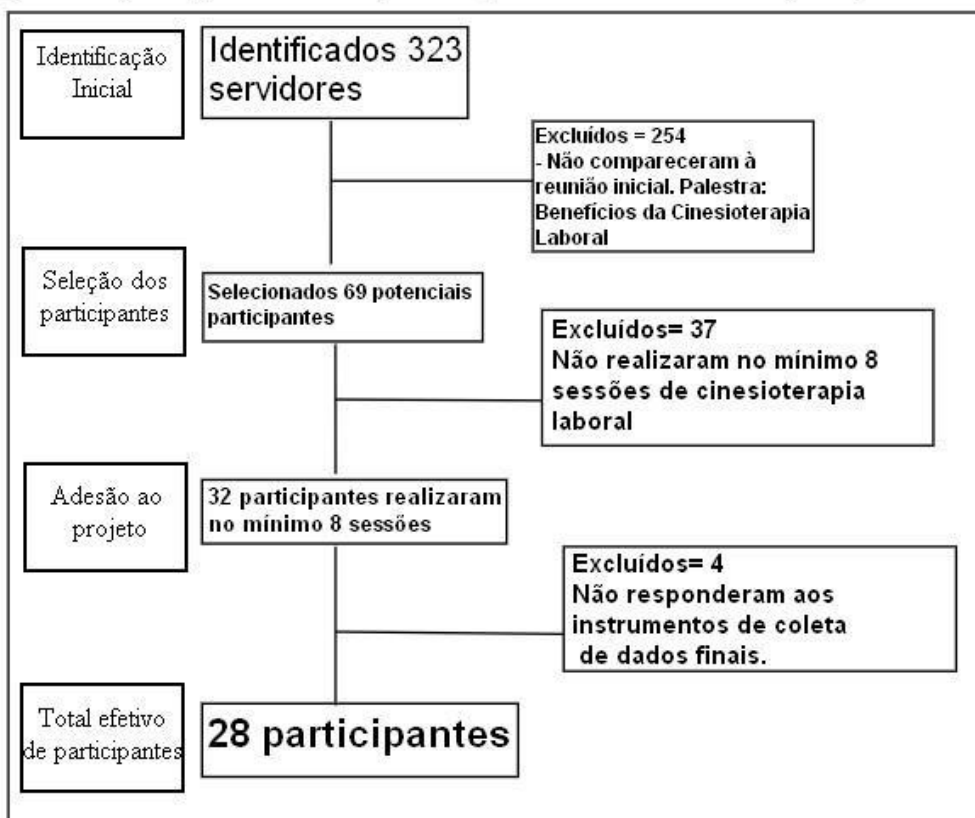 Identificação
Inicial
Identificados 323
servidores
Excluídos = 254
- Não compareceram à
reunião inicial. Palestra:
Benefícios da Cinesioterapia
Laboral
Seleção dos
participantes
Selecionados 69 potenciais
participantes
Excluídos= 37
Não realizaram no mínimo 8
sessões de cinesioterapia
laboral
Adesão ao
projeto
32 participantes realizaram
no mínimo 8 sessões
Excluídos= 4
Não responderam aos
instrumentos de coleta
de dados finais.
Total efetivo
de participantes
28 participantes